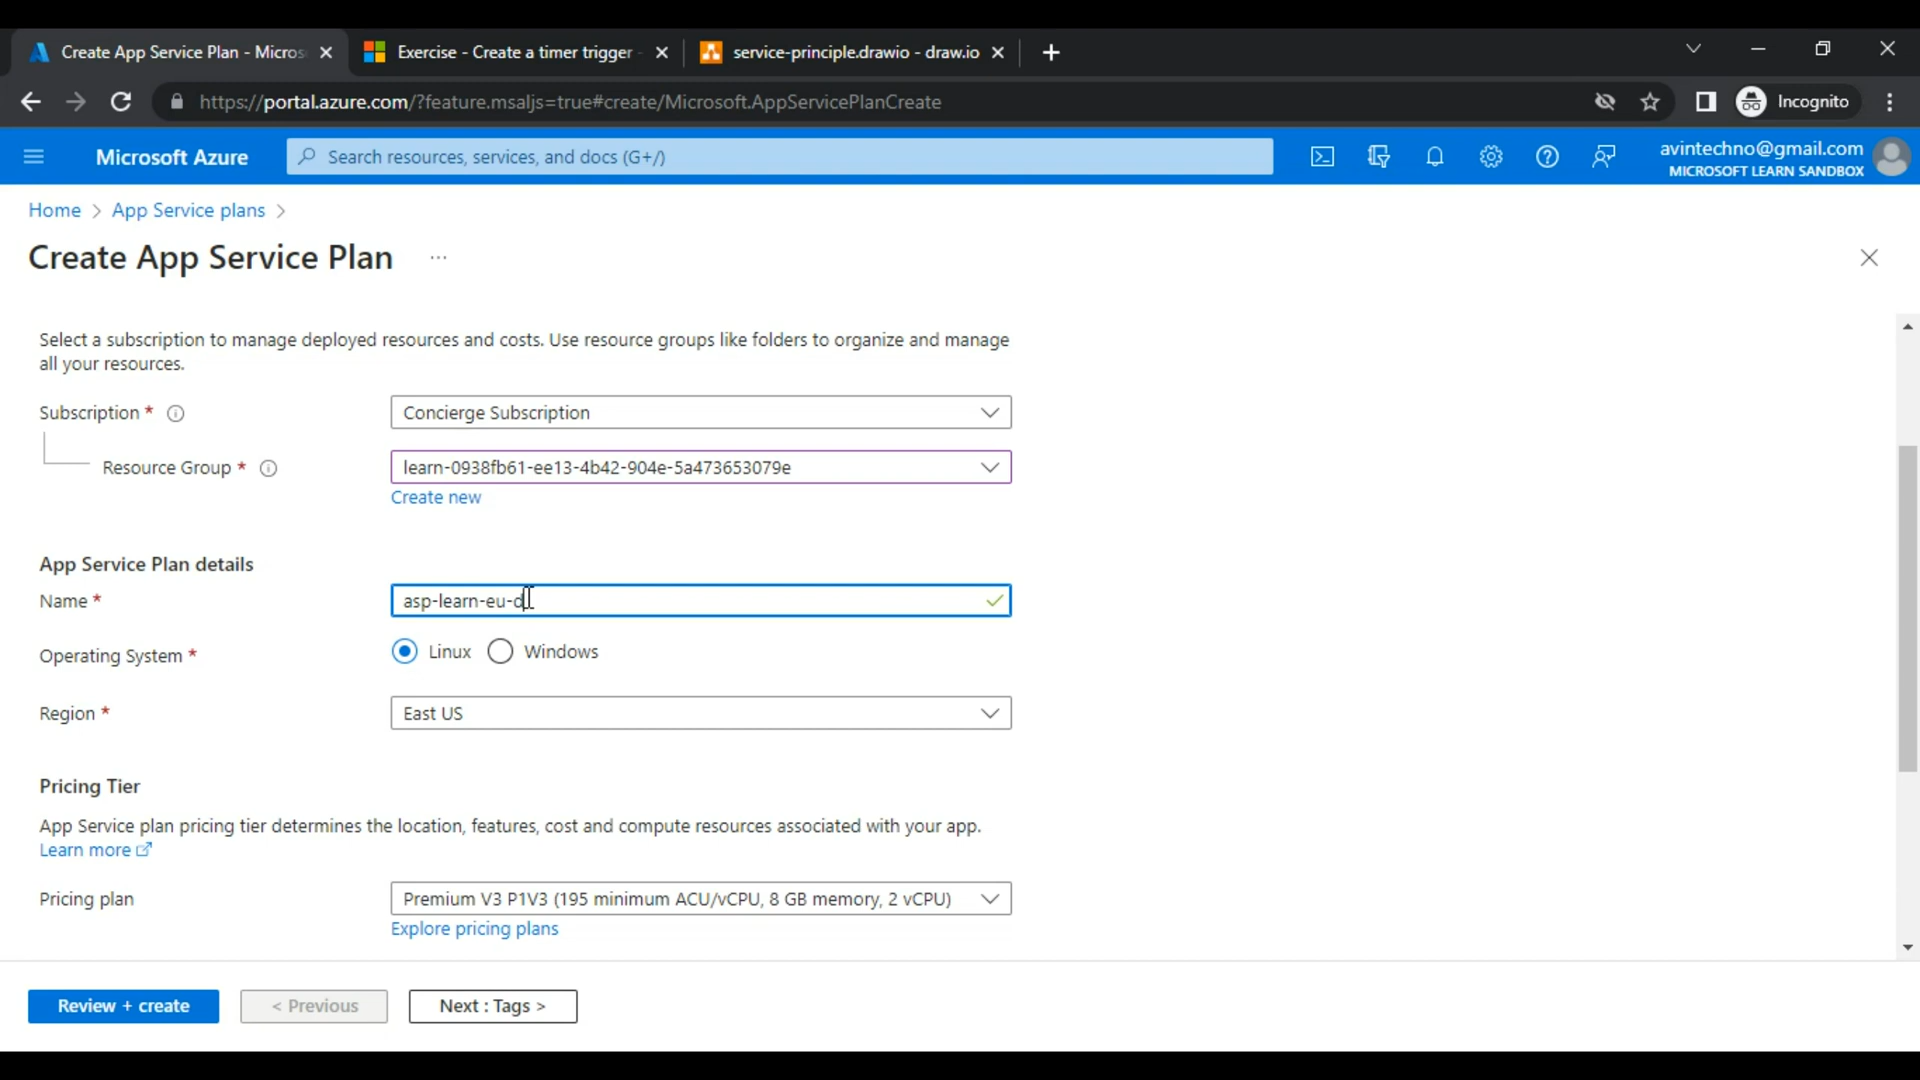 Create App Service Plan - Micros
Exercise - Create a timer trigger -
service-principle.drawio - draw.io
https://portal.azure.com/?feature.msaljs=true#create/Microsoft.AppServicePlanCreate
Incognito
Microsoft Azure
Search resources, services, and docs (G+/)
avintechno@gmail.com
MICROSOFT LEARN SANDBOX
Home > App Service plans >
Create App Service Plan ...
Select a subscription to manage deployed resources and costs. Use resource groups like folders to organize and manage
all your resources.
Subscription *
Concierge Subscription
Resource Group *
learn-0938fb61-ee13-4b42-904e-5a473653079e
Create new
App Service Plan details
Name *
asp-learn-eu-d
Operating System *
Linux
Windows
Region *
East US
Pricing Tier
App Service plan pricing tier determines the location, features, cost and compute resources associated with your app.
Learn more
Pricing plan
Premium V3 P1V3 (195 minimum ACU/vCPU, 8 GB memory, 2 vCPU)
Explore pricing plans
Review + create
< Previous
Next : Tags >